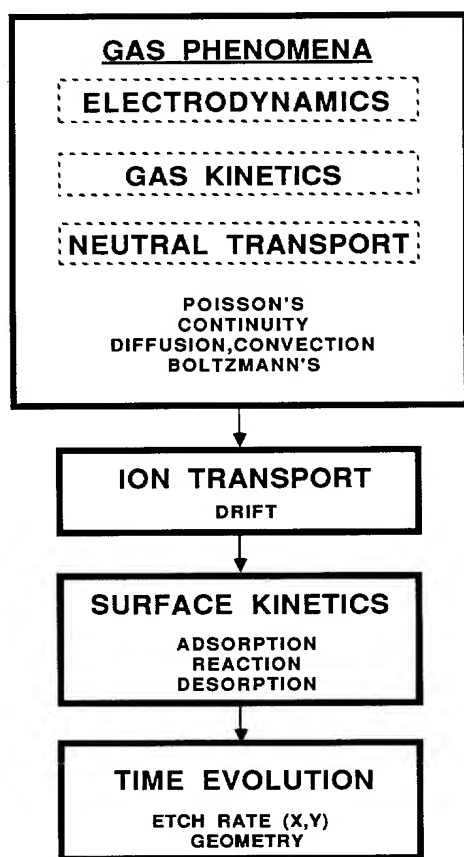 GAS PHENOMENA
ELECTRODYNAMICS
GAS KINETICS
NEUTRAL TRANSPORT
POISSON'S
CONTINUITY
DIFFUSION,CONVECTION
BOLTZMANN'S
ION TRANSPORT
DRIFT
SURFACE KINETICS
ADSORPTION
REACTION
DESORPTION
TIME EVOLUTION
ETCH RATE (X,Y)
GEOMETRY